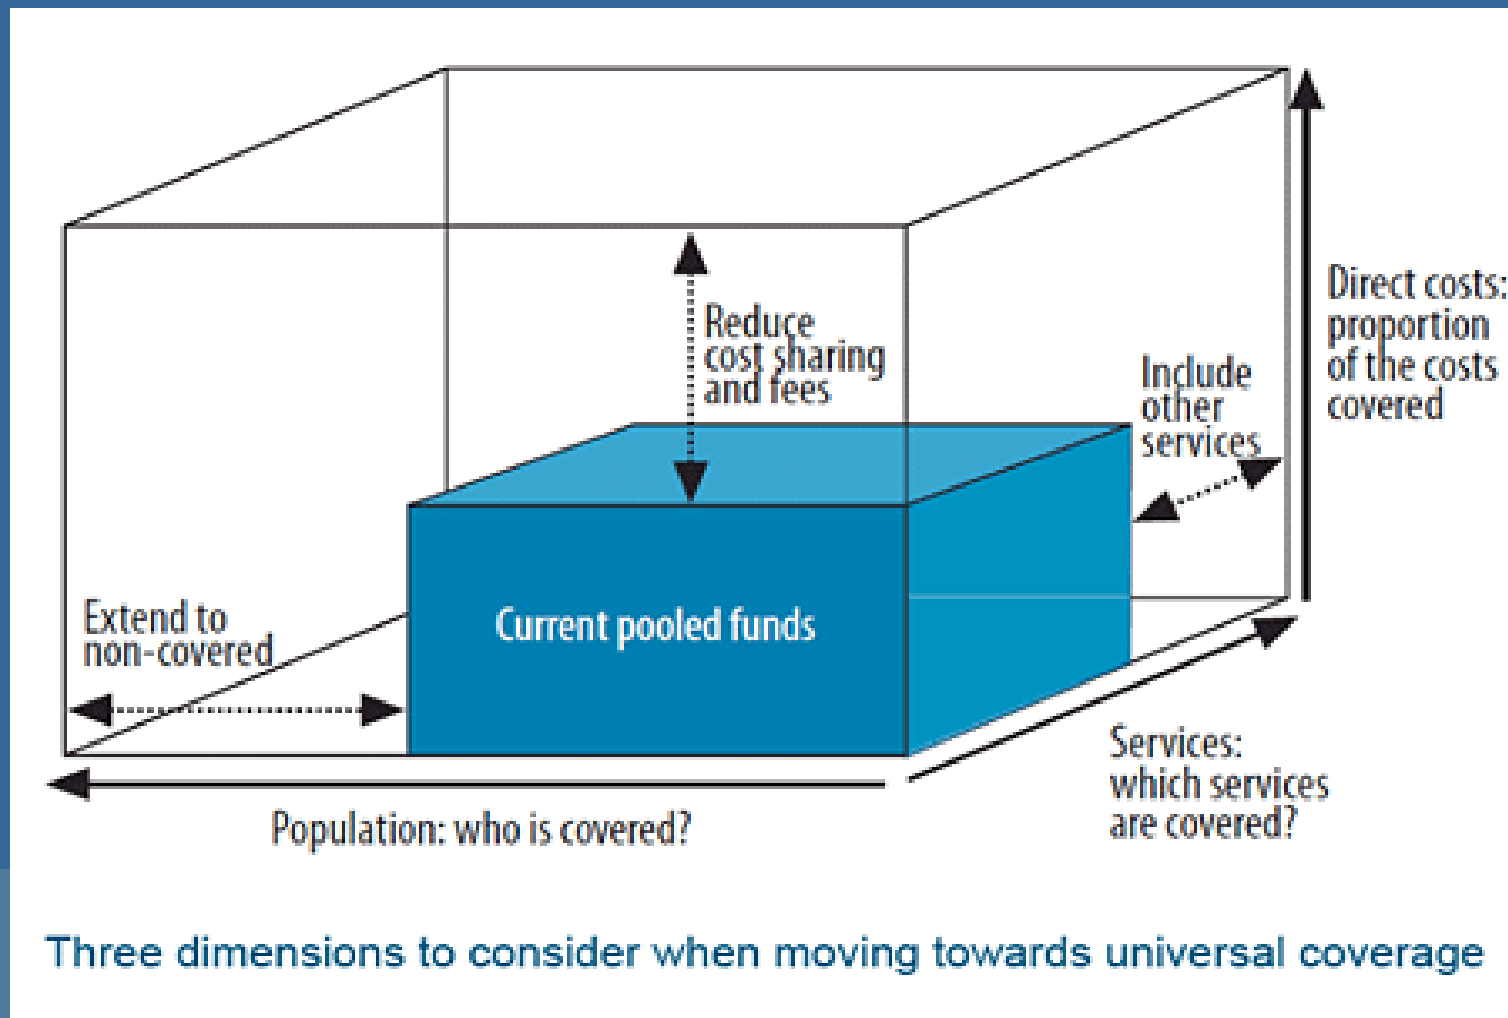 Reduce
cost sharing
and fees
Include
other
services
Direct costs:
proportion
of the costs
covered
Extend to
non-covered
Current pooled funds
Services:
which services
are covered?
Population: who is covered?
Three dimensions to consider when moving towards universal coverage